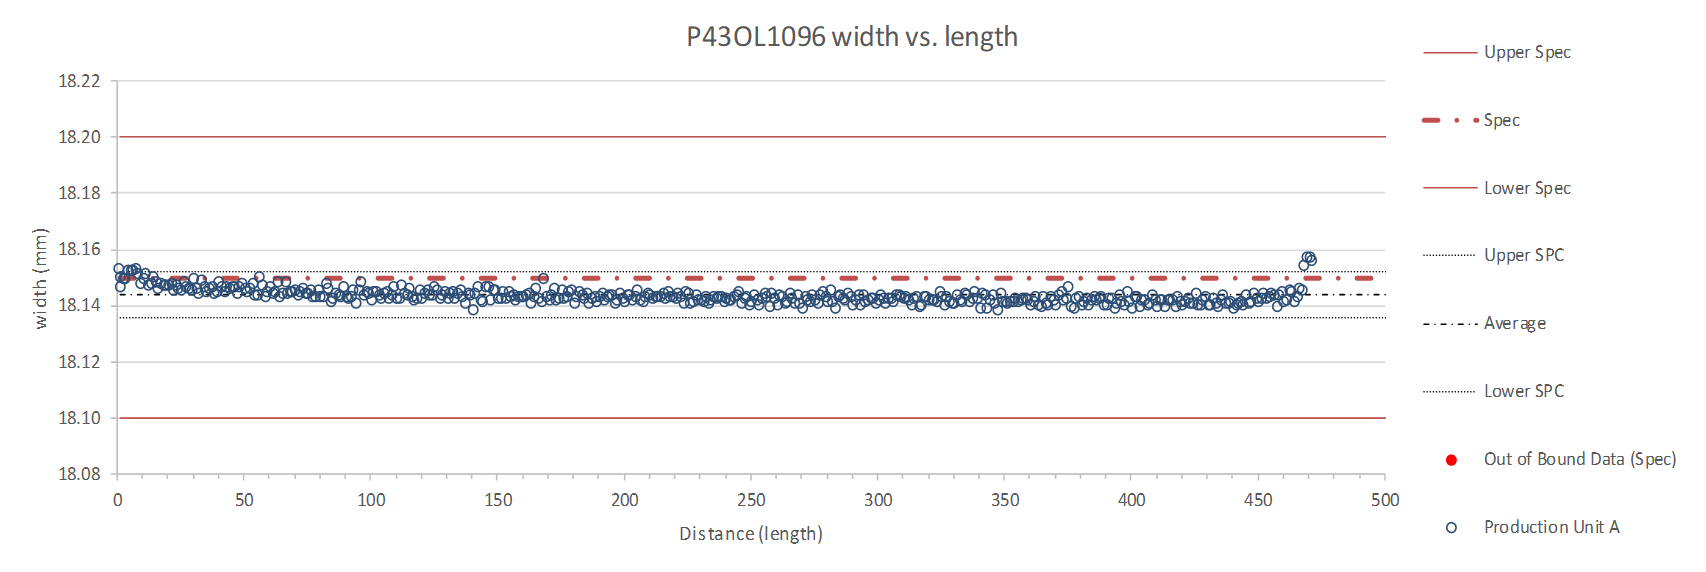 P43OL1096 width vs. length
18.22
18.20
18.18
18.16
18.14
18.12
18.10
18.08
width (mm)
0 50 100 150 200 250 300 350 400 450 500
Distance (length)
Upper Spec
Spec
Lower Spec
Upper SPC
Average
Lower SPC
Out of Bound Data (Spec)
Production Unit A